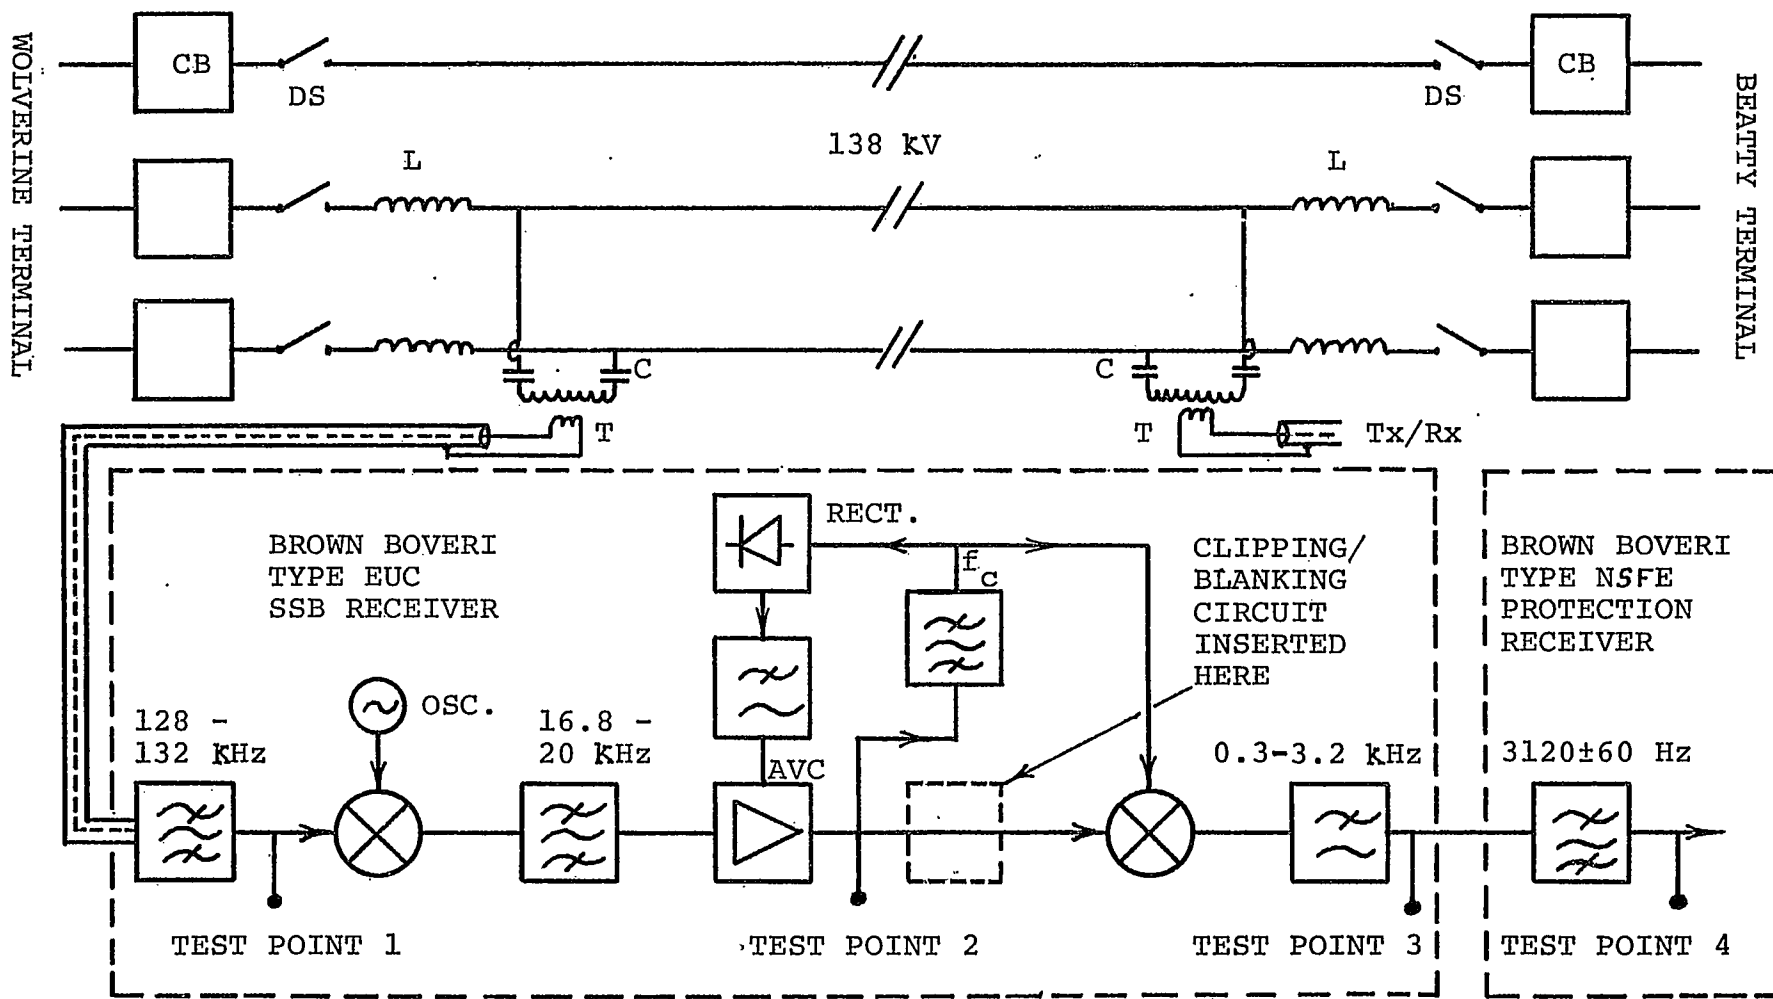 WOLVERINE TERMINAL
CB
DS
DS
CB
BEATTY TERMINAL
138 kV
L
L
C
C
T
T
Tx/Rx
BROWN BOVERI
TYPE EUC
SSB RECEIVER
RECT.
f c
CLIPPING/
BLANKING
CIRCUIT
INSERTED
HERE
BROWN BOVERI
TYPE NSFE
PROTECTION
RECEIVER
128 -
132 KHz
OSC.
16.8 -
20 KHz
AVC
0.3-3.2 kHz
3120±60 Hz
TEST POINT 1
TEST POINT 2
TEST POINT 3
TEST POINT 4